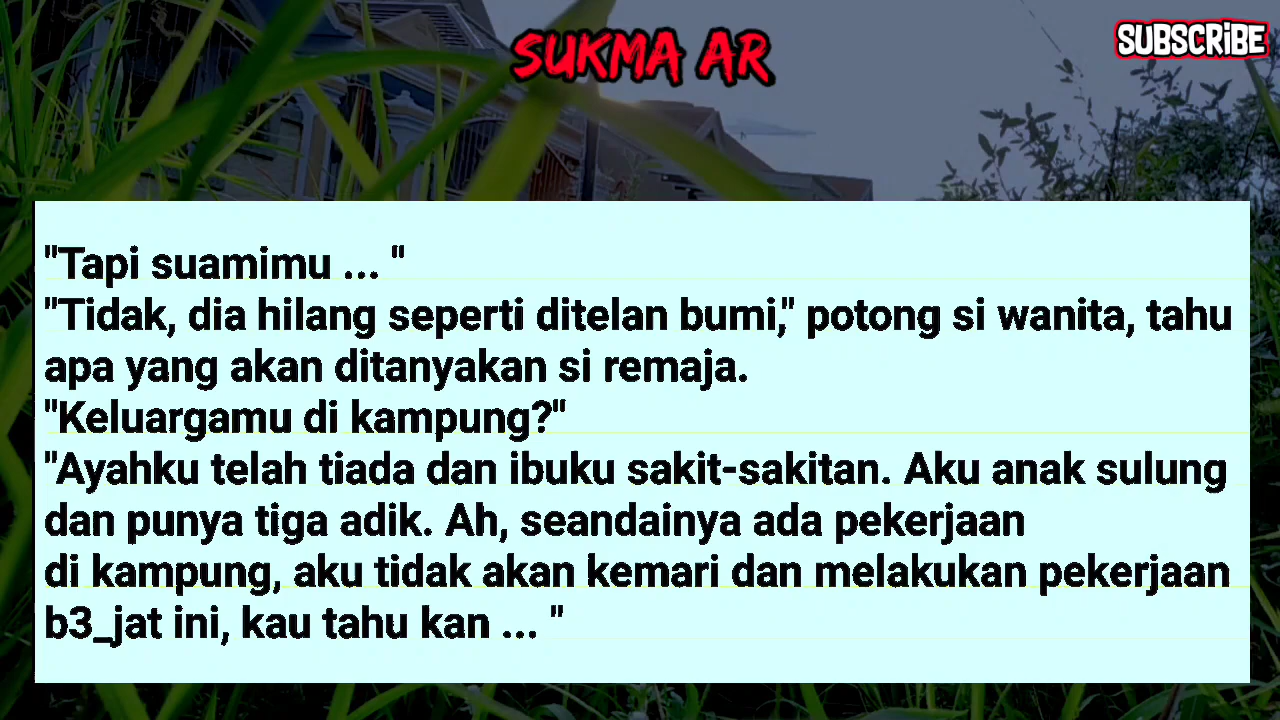 SUKMA AR
SUBSCRiBE
"Tapi suamimu ... "
"Tidak, dia hilang seperti ditelan bumi," potong si wanita, tahu
apa yang akan ditanyakan si remaja.
"Keluargamu di kampung?"
"Ayahku telah tiada dan ibuku sakit-sakitan. Aku anak sulung
dan punya tiga adik. Ah, seandainya ada pekerjaan
di kampung, aku tidak akan kemari dan melakukan pekerjaan
b3_jat ini, kau tahu kan ... "